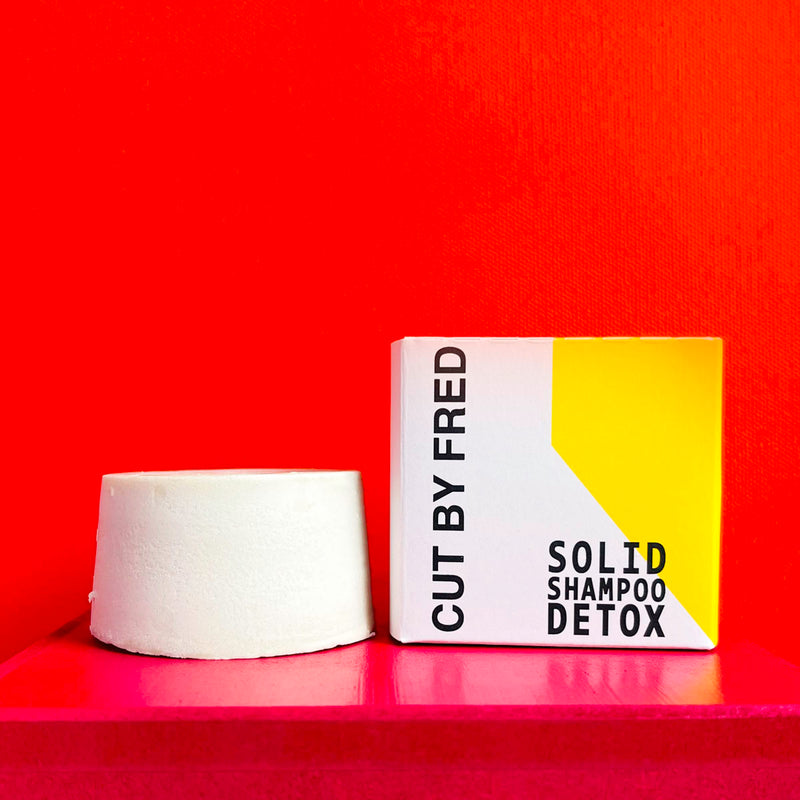 CUT BY FRED
SOLID
SHAMPOO
DETOX